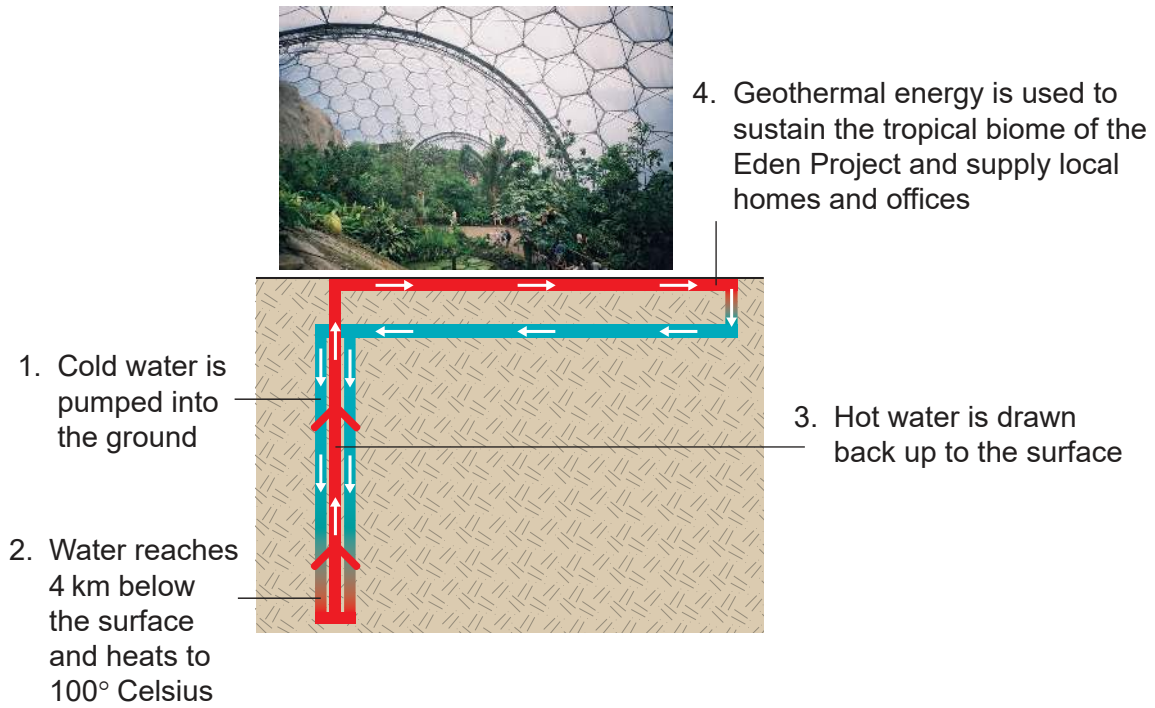 1. Cold water is
pumped into
the ground
2. Water reaches
4 km below
the surface
and heats to
100° Celsius
3. Hot water is drawn
back up to the surface
4. Geothermal energy is used to
sustain the tropical biome of the
Eden Project and supply local
homes and offices